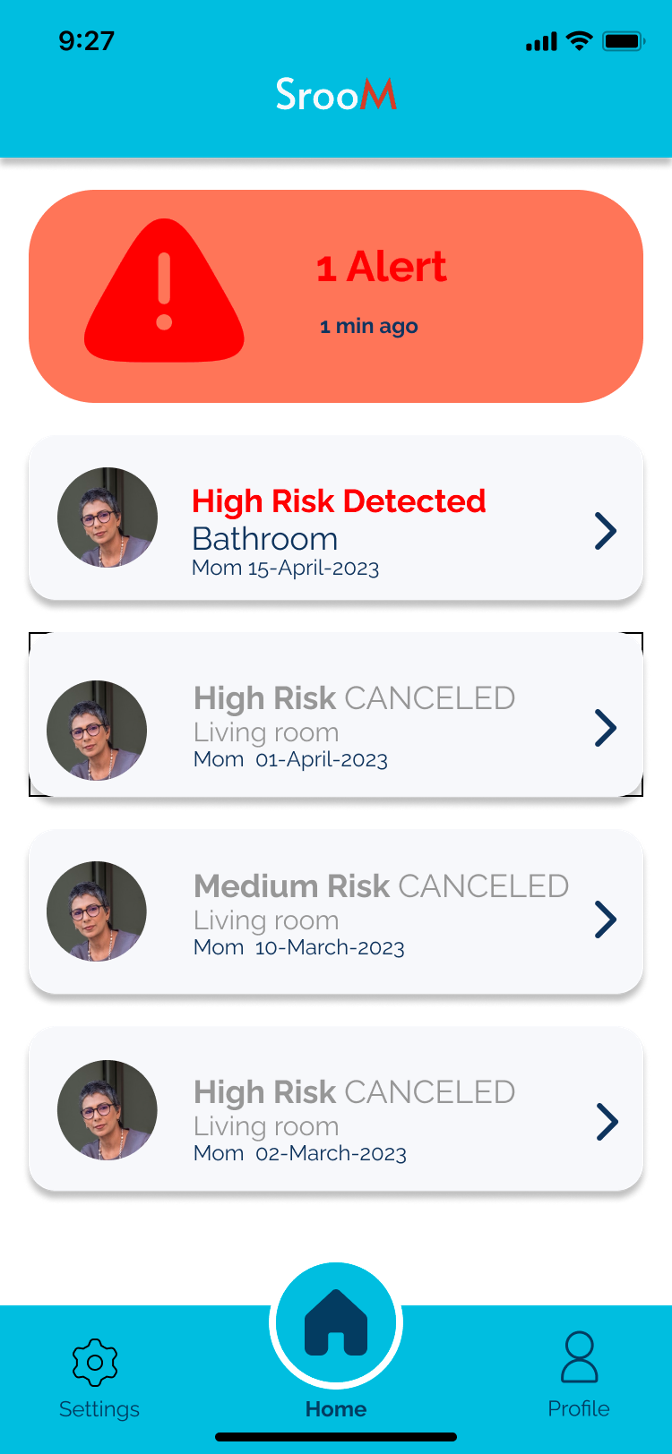 9:27
SrooM
1 Alert
1 min ago
High Risk Detected
Bathroom
Mom 15-April-2023
High Risk CANCELED
Living room
Mom 01-April-2023
Medium Risk CANCELED
Living room
Mom 10-March-2023
High Risk CANCELED
Living room
Mom 02-March-2023
Settings
Home
Profile